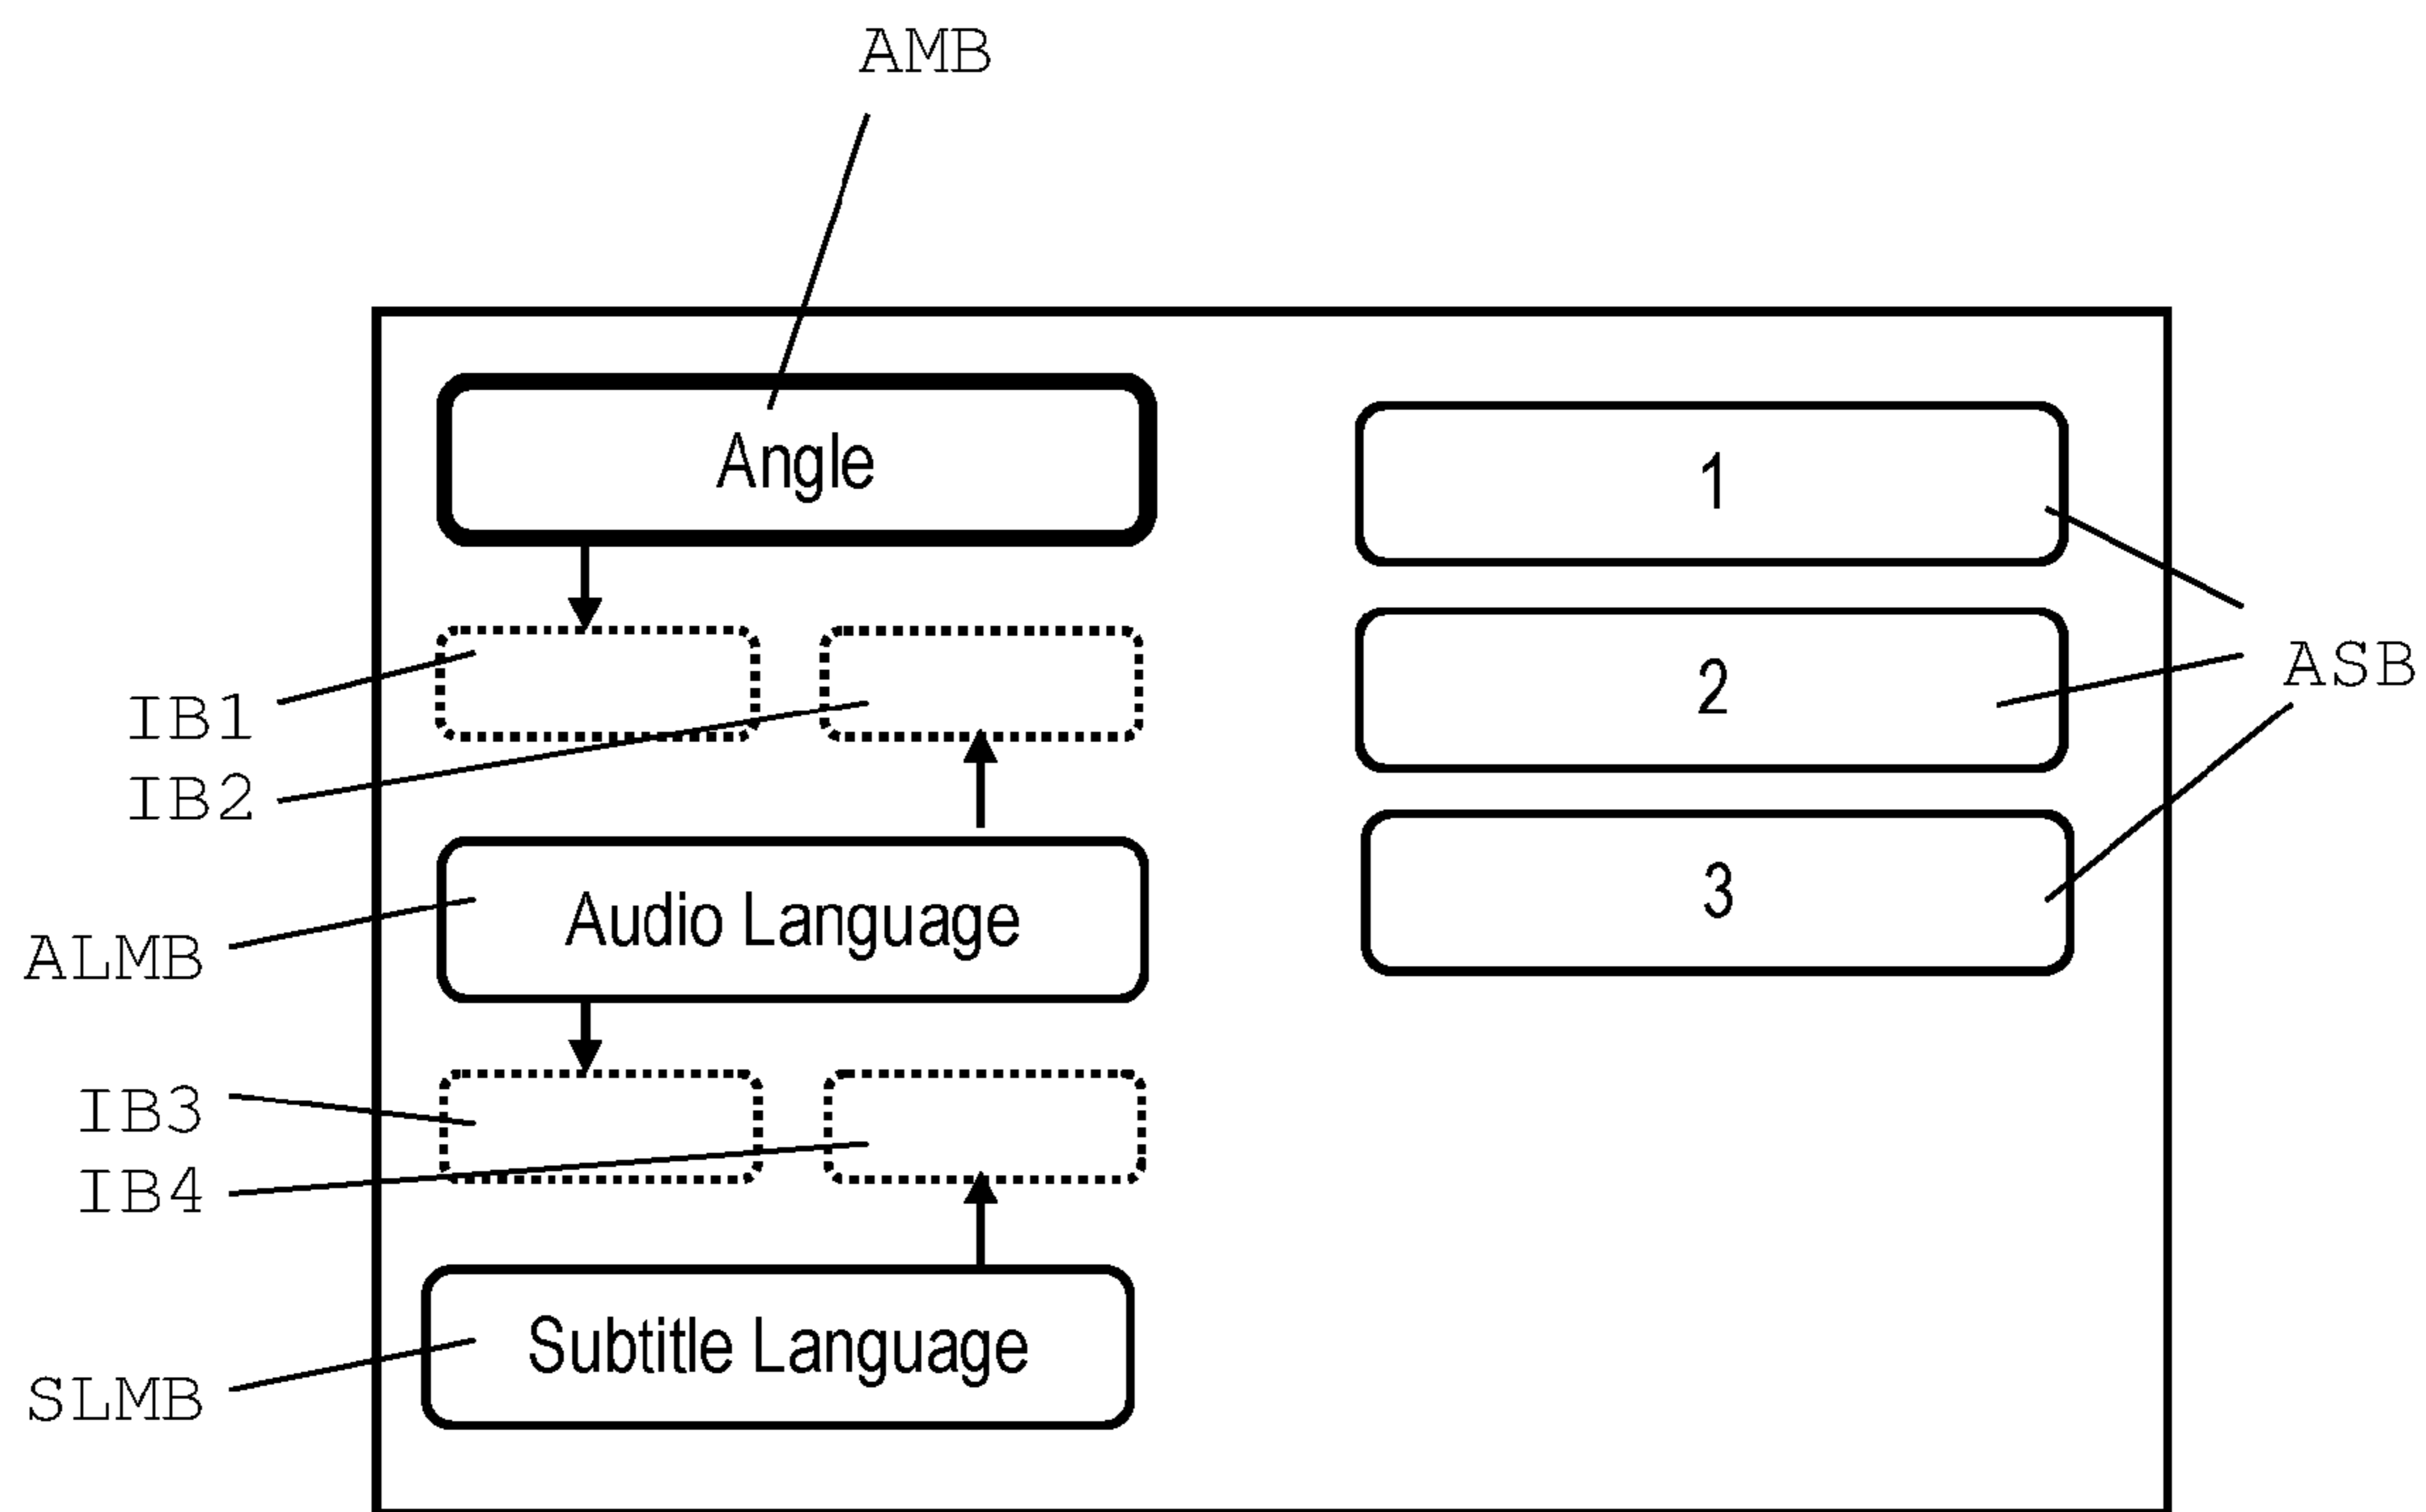 AMB
Angle
1
IB1
IB2
2
ASB
ALMB
Audio Language
3
IB3
IB4
SLMB
Subtitle Language